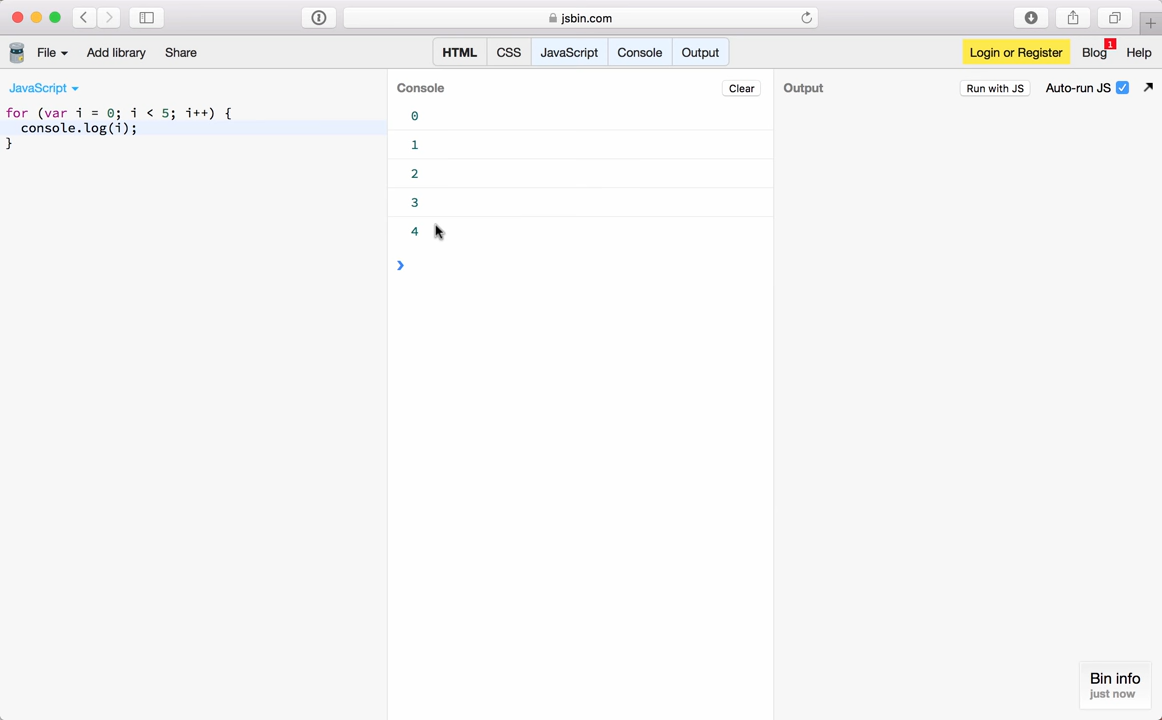 jsbin.com
File
Add library
Share
HTML
CSS
JavaScript
Console
Output
Login or Register
Blog
1
Help
JavaScript
for (var i = 0; i < 5; i++) {
  console.log(i);
}
Console
Clear
0
1
2
3
4
Output
Run with JS
Auto-run JS
Bin info
just now